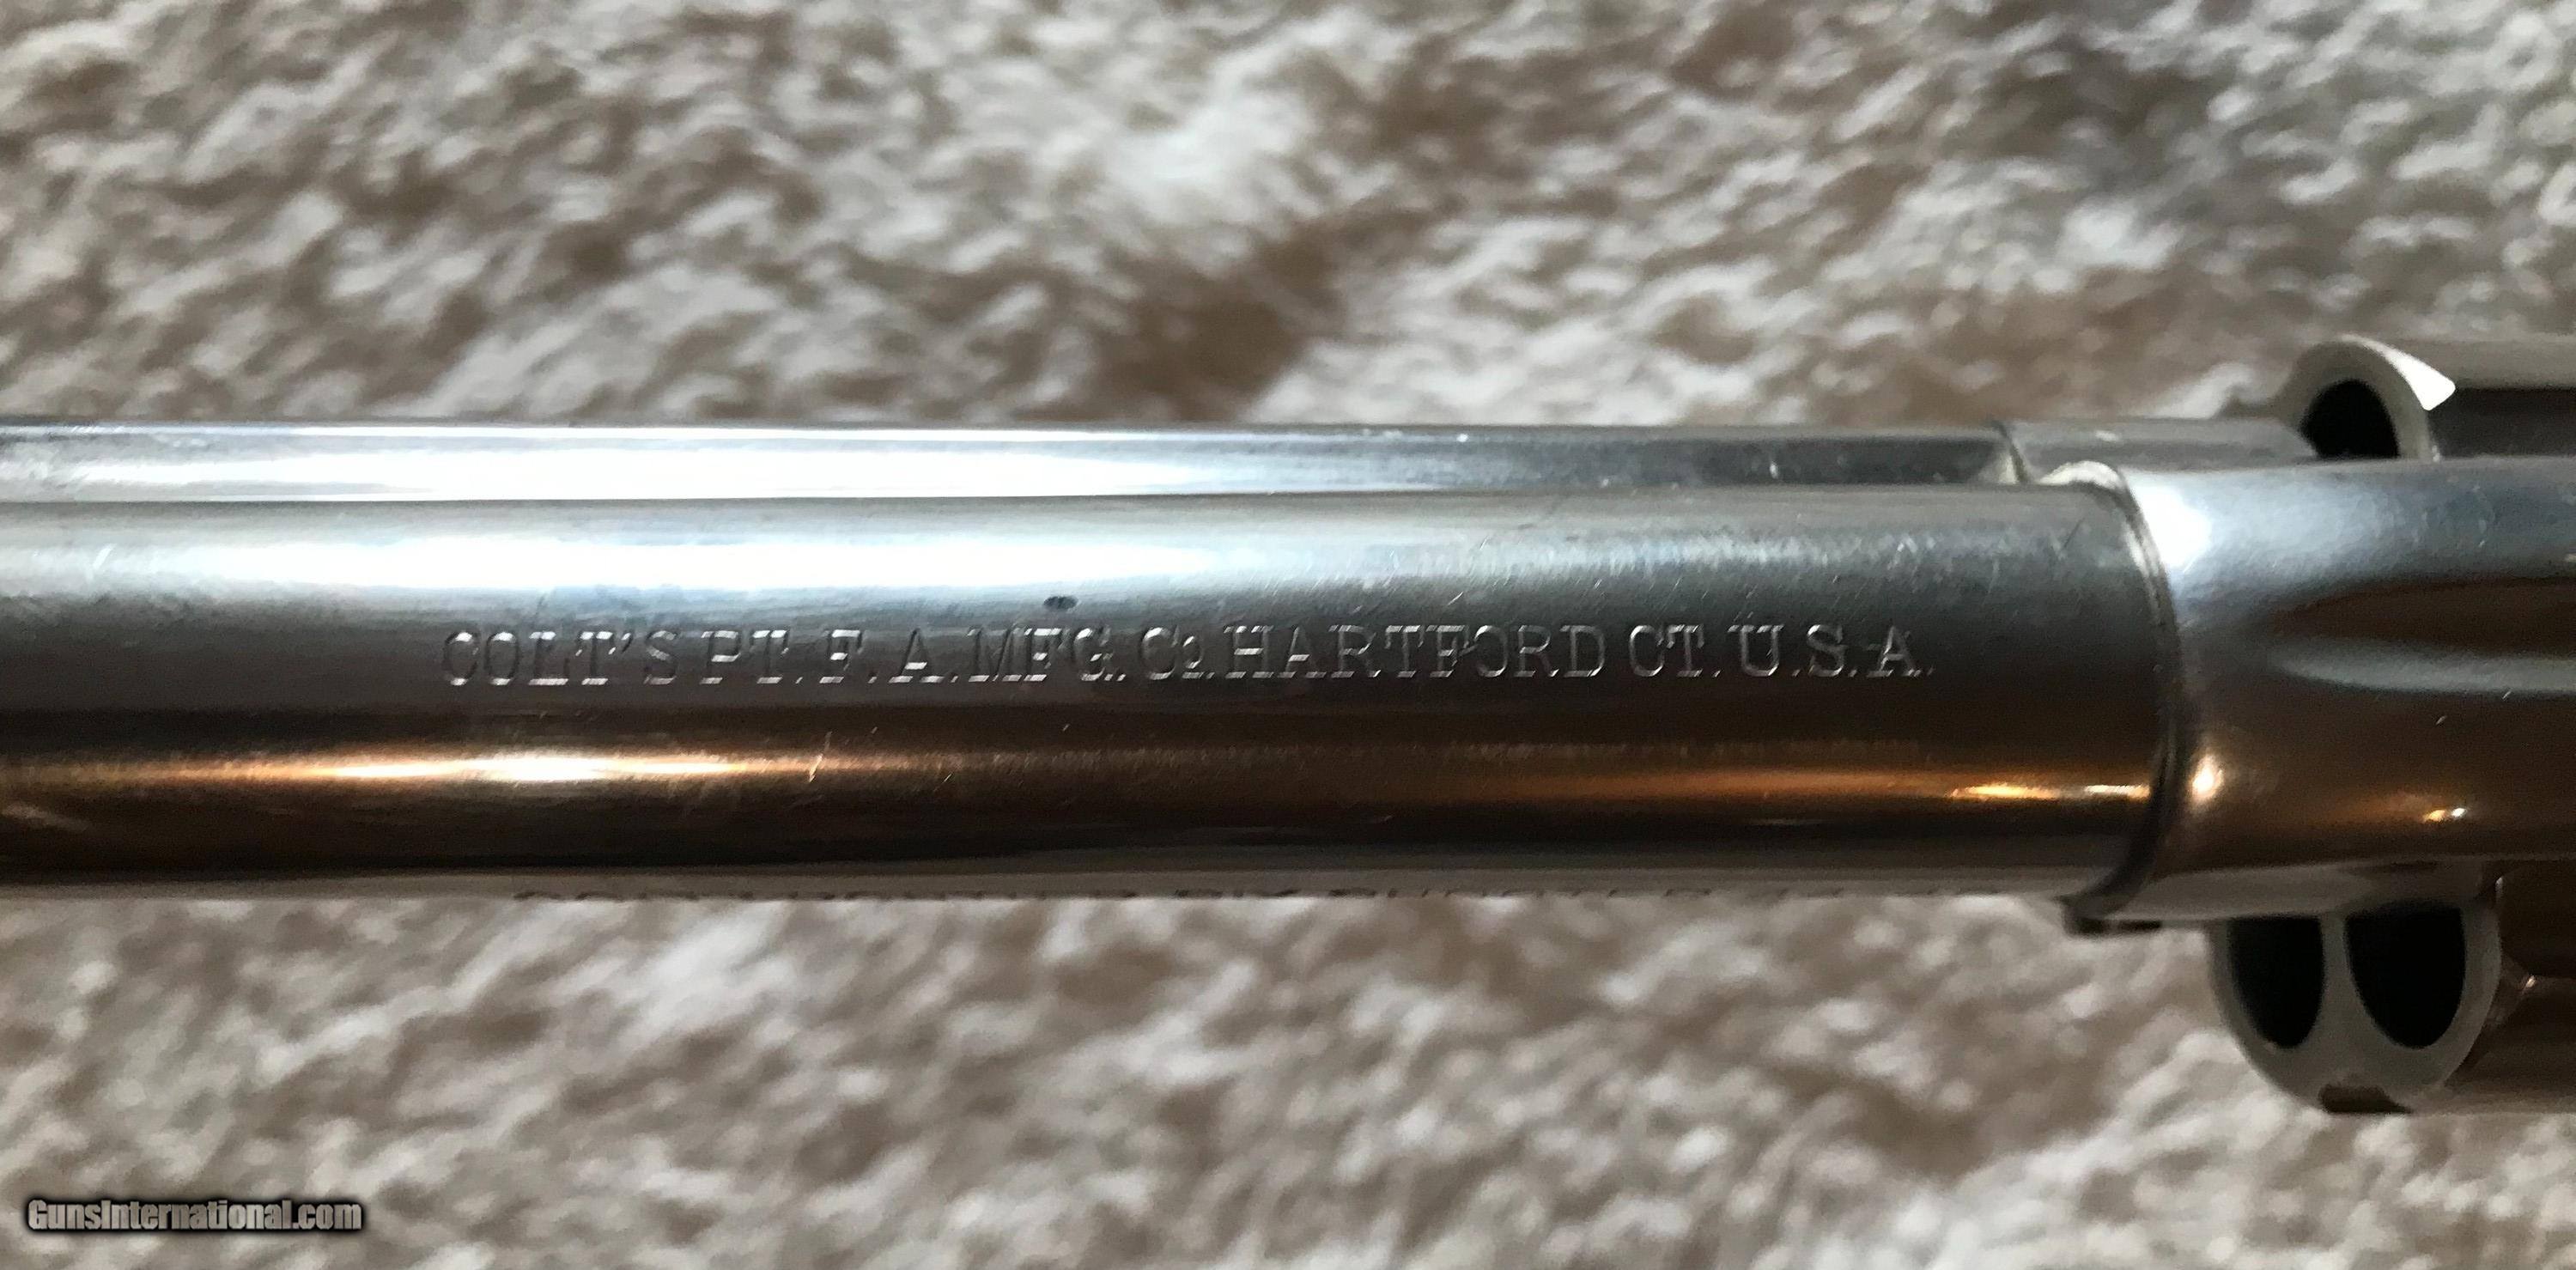 COLT'S PT. F. A. MFG. Co. HARTFORD CT. U.S.A.
GunsInternational.com